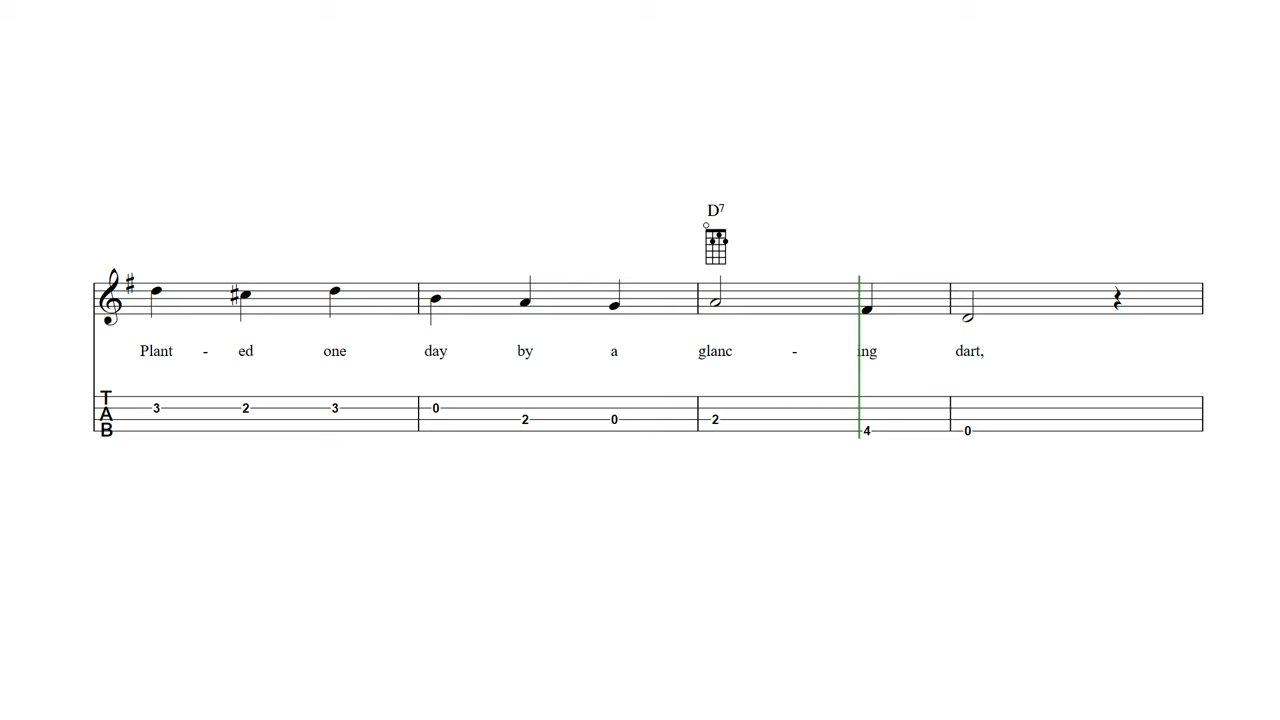 D7
Plant - ed one day by a glanc - ing dart,
T 3 2 3 0
A 2 0 2
B 4 0